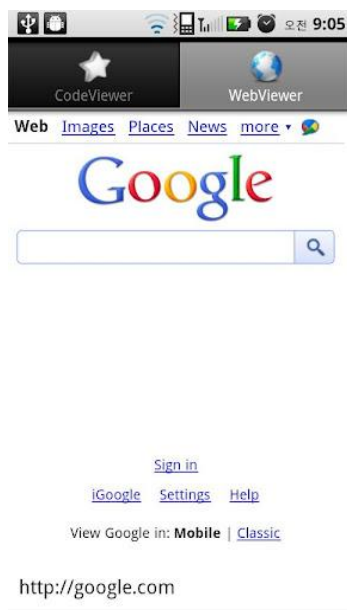 오전 9:05
CodeViewer WebViewer
Web Images Places News more
Google
Sign in
iGoogle Settings Help
View Google in: Mobile | Classic
http://google.com